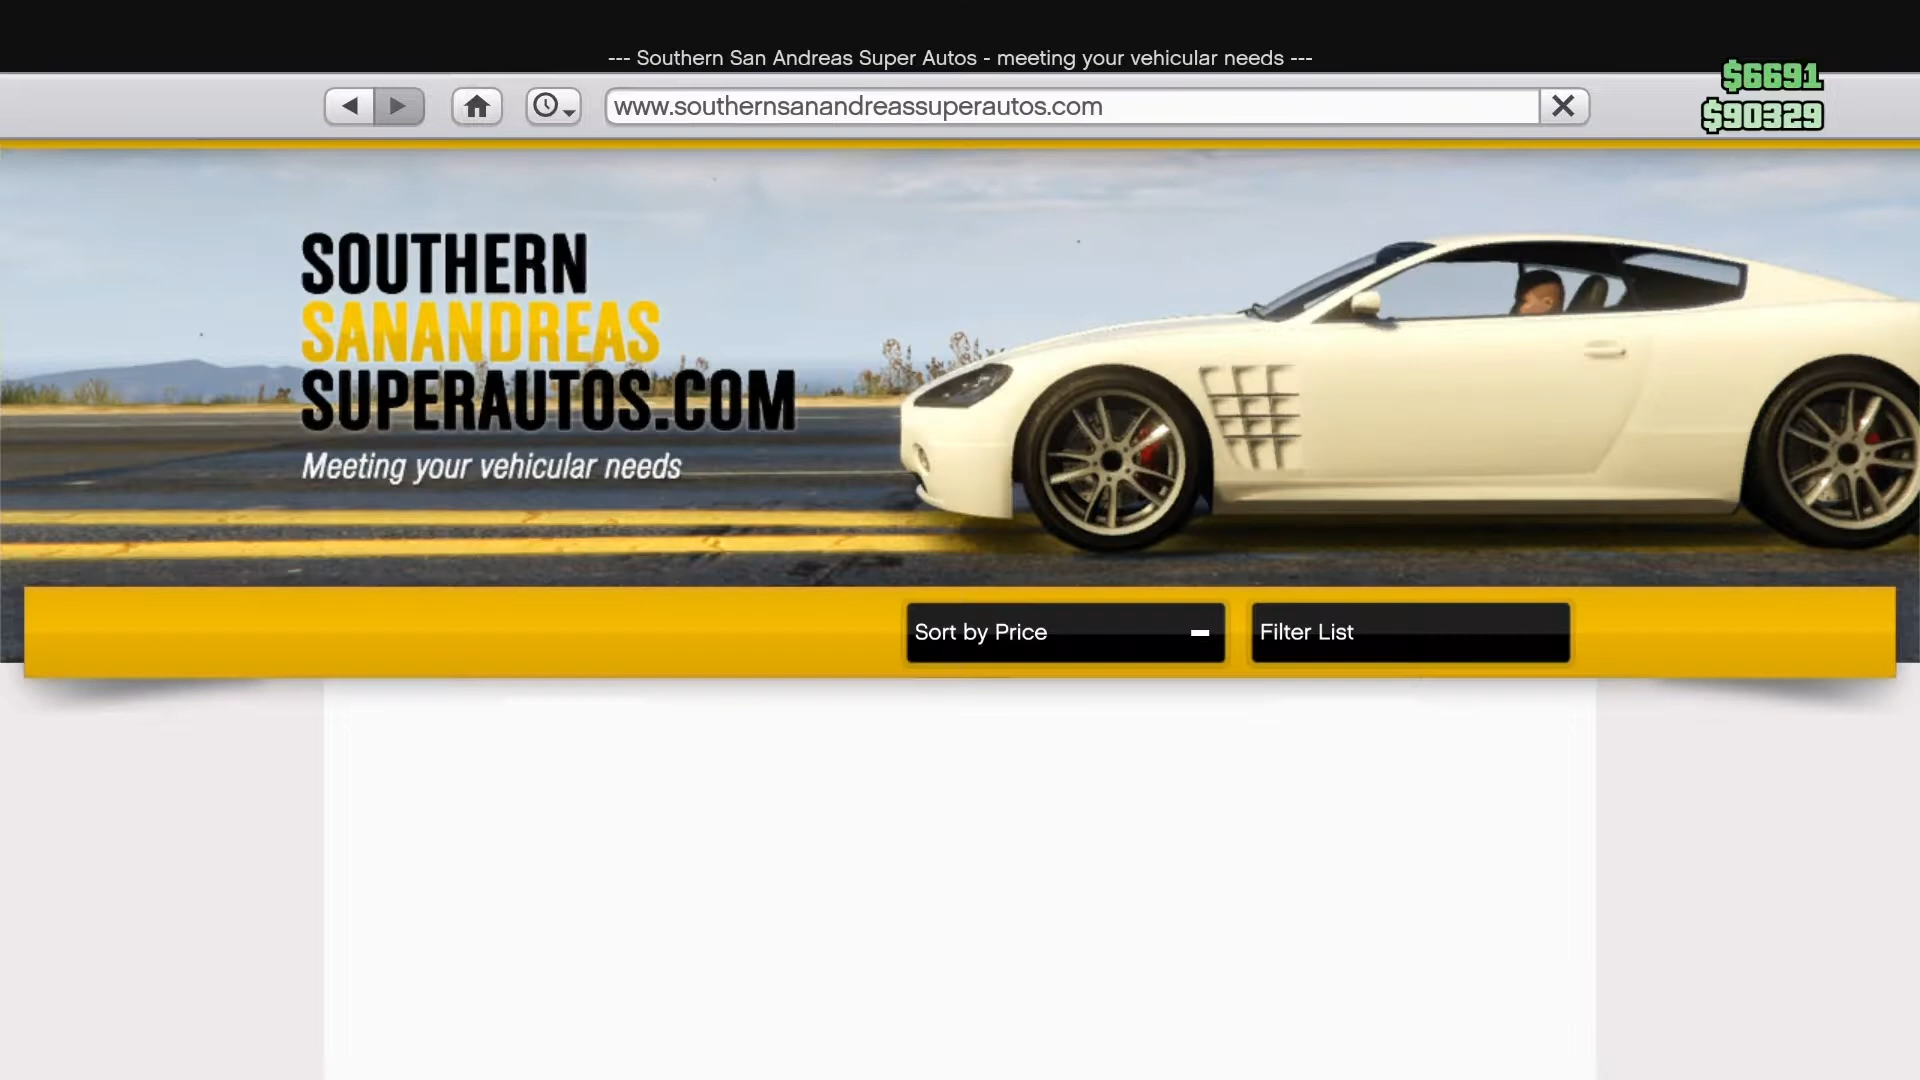 --- Southern San Andreas Super Autos - meeting your vehicular needs ---
$6691
www.southernsanandreassuperautos.com
$90329
SOUTHERN
SANANDREAS
SUPERAUTOS.COM
Meeting your vehicular needs
Sort by Price
Filter List